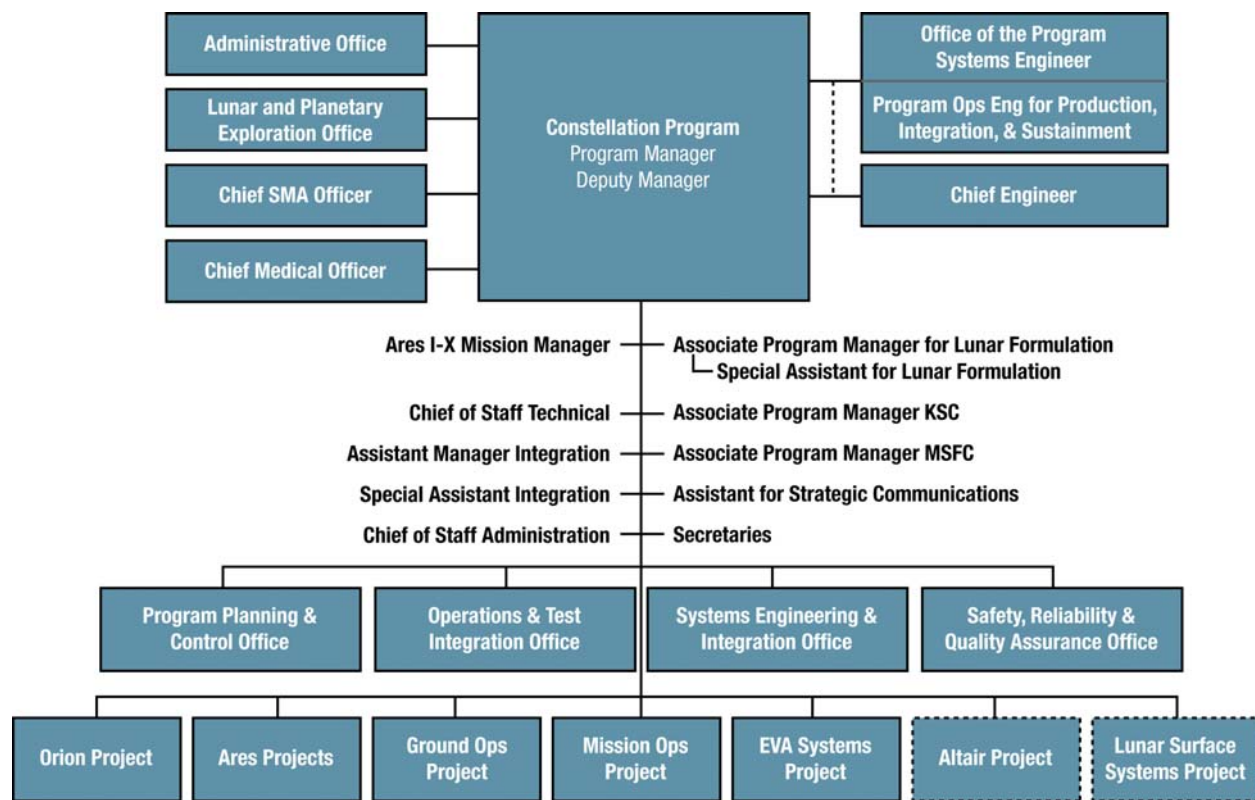 Administrative Office
Lunar and Planetary
Exploration Office
Chief SMA Officer
Chief Medical Officer
Constellation Program
Program Manager
Deputy Manager
Office of the Program
Systems Engineer
Program Ops Eng for Production,
Integration, & Sustainment
Chief Engineer
Ares I-X Mission Manager
Associate Program Manager for Lunar Formulation
Special Assistant for Lunar Formulation
Chief of Staff Technical
Associate Program Manager KSC
Assistant Manager Integration
Associate Program Manager MSFC
Special Assistant Integration
Assistant for Strategic Communications
Chief of Staff Administration
Secretaries
Program Planning &
Control Office
Operations & Test
Integration Office
Systems Engineering &
Integration Office
Safety, Reliability &
Quality Assurance Office
Orion Project
Ares Projects
Ground Ops
Project
Mission Ops
Project
EVA Systems
Project
Altair Project
Lunar Surface
Systems Project